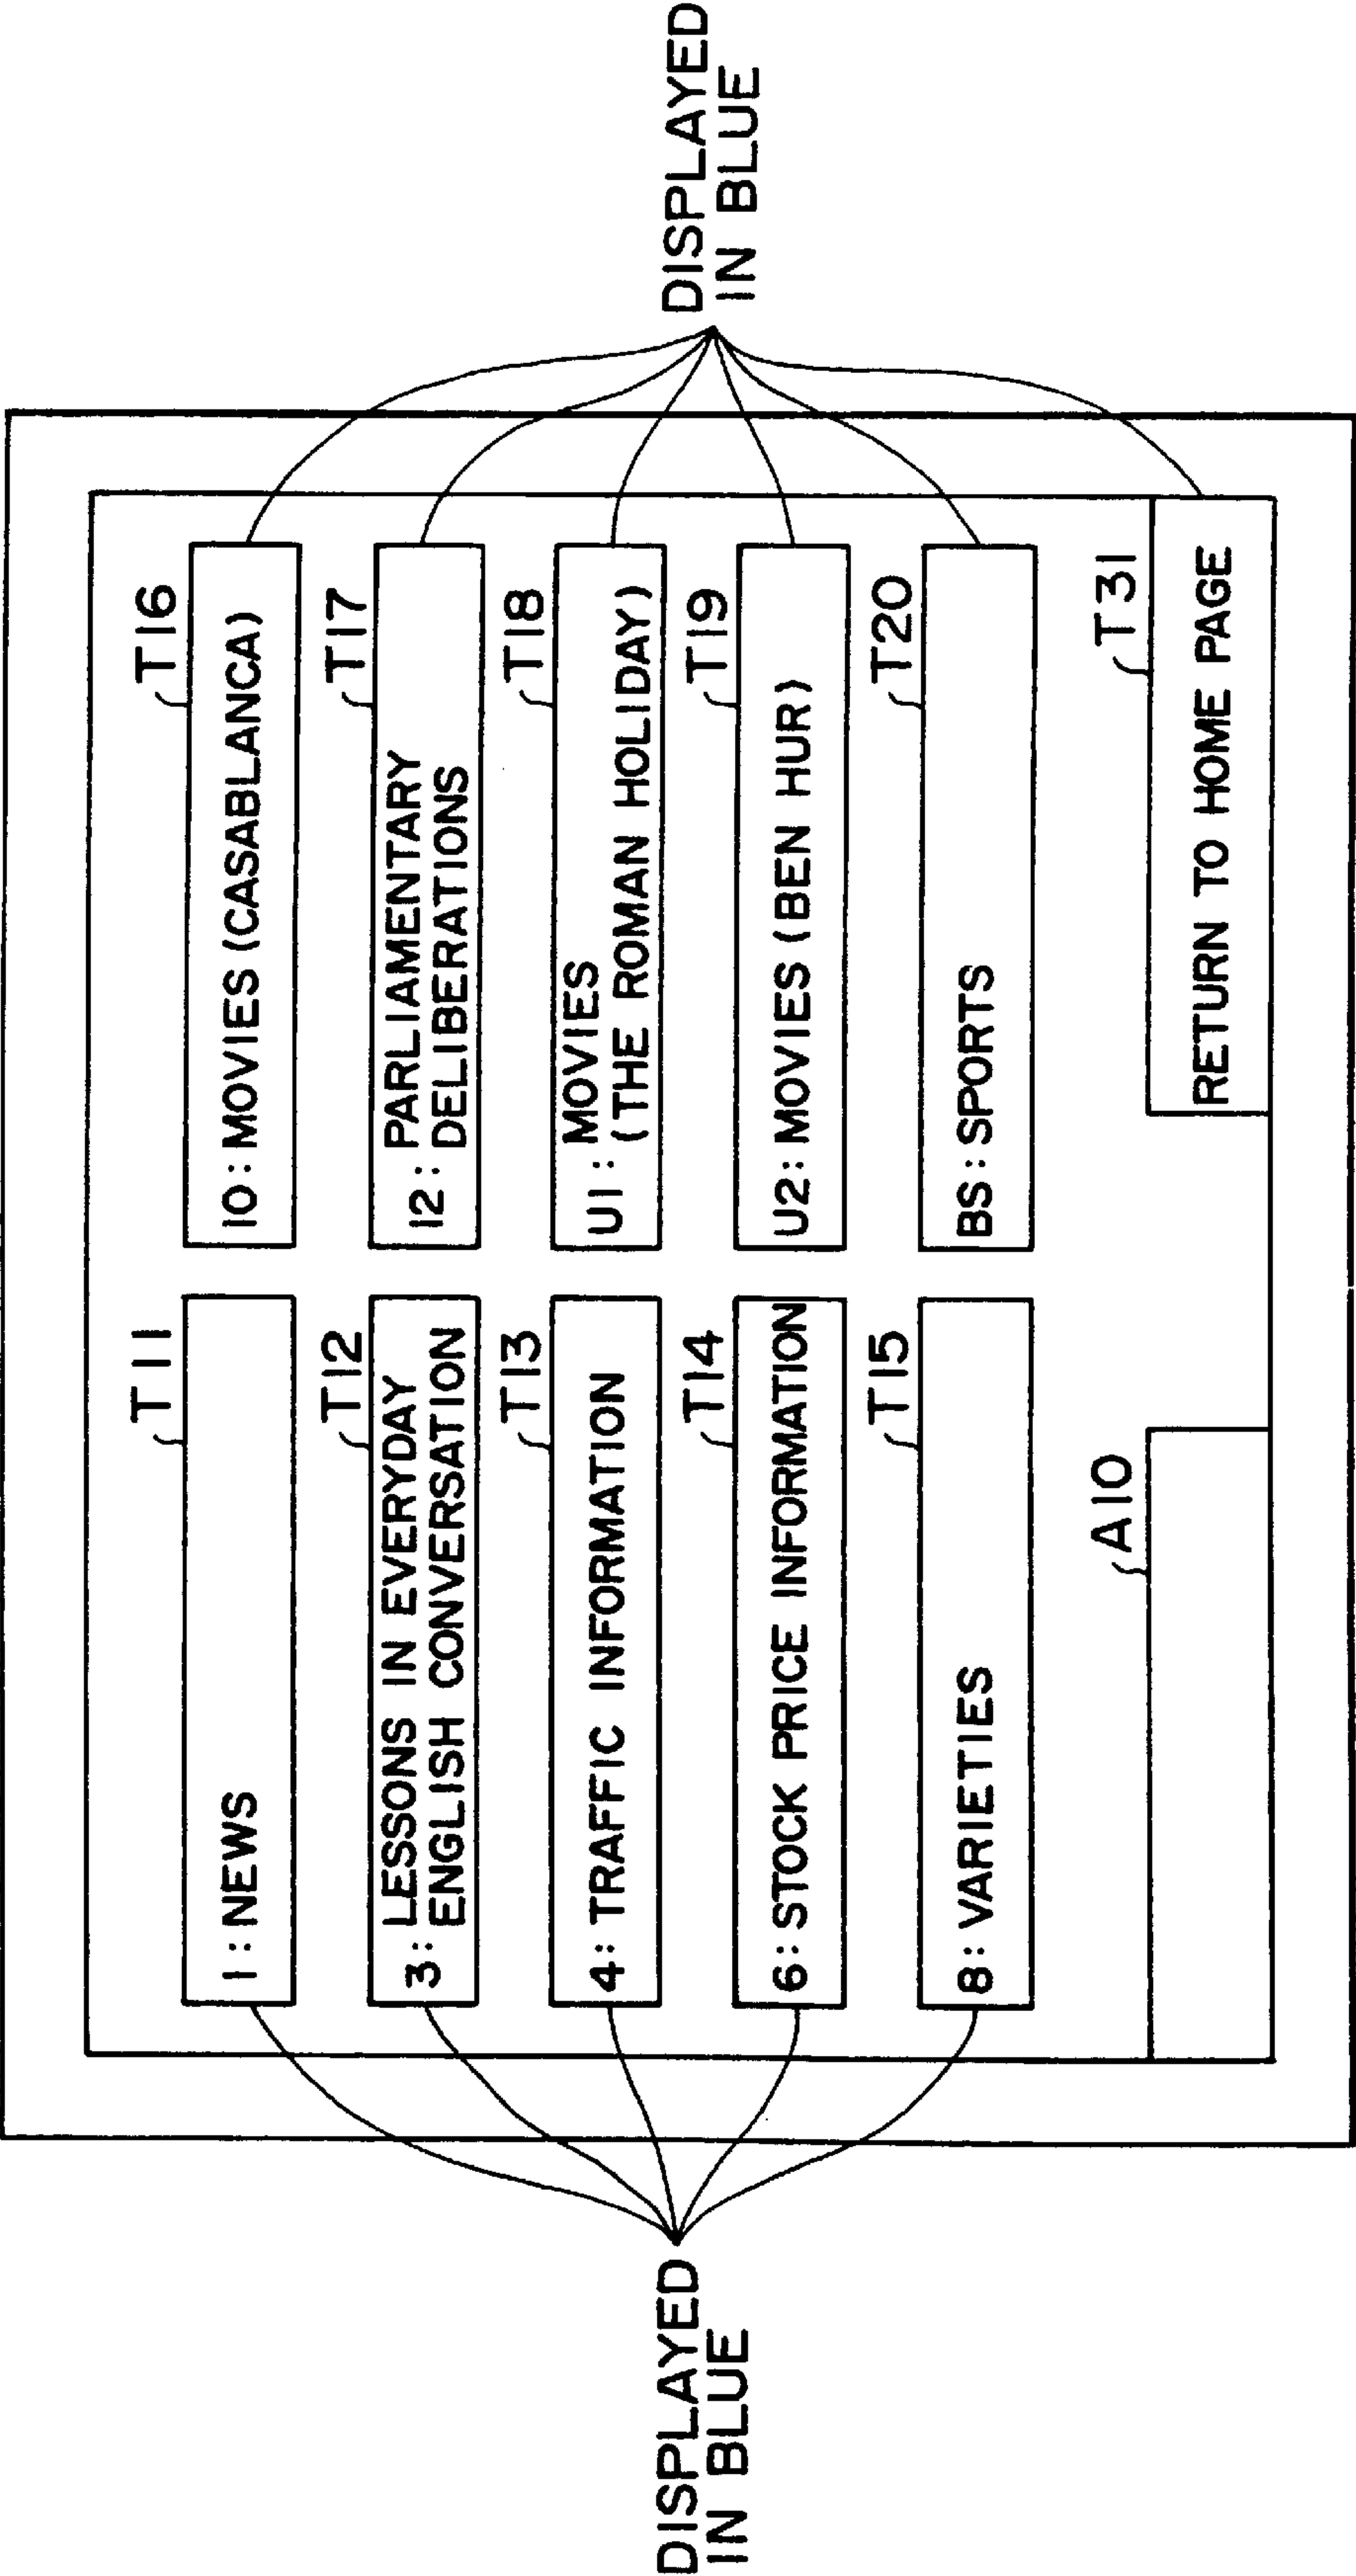 T11
1: NEWS
T12
3: LESSONS IN EVERYDAY
ENGLISH CONVERSATION
T13
4: TRAFFIC INFORMATION
T14
6: STOCK PRICE INFORMATION
T15
8: VARIETIES
A10
DISPLAYED
IN BLUE
T16
10: MOVIES (CASABLANCA)
T17
12: PARLIAMENTARY
DELIBERATIONS
T18
U1: MOVIES
(THE ROMAN HOLIDAY)
T19
U2: MOVIES (BEN HUR)
T20
BS: SPORTS
T31
RETURN TO HOME PAGE
DISPLAYED
IN BLUE